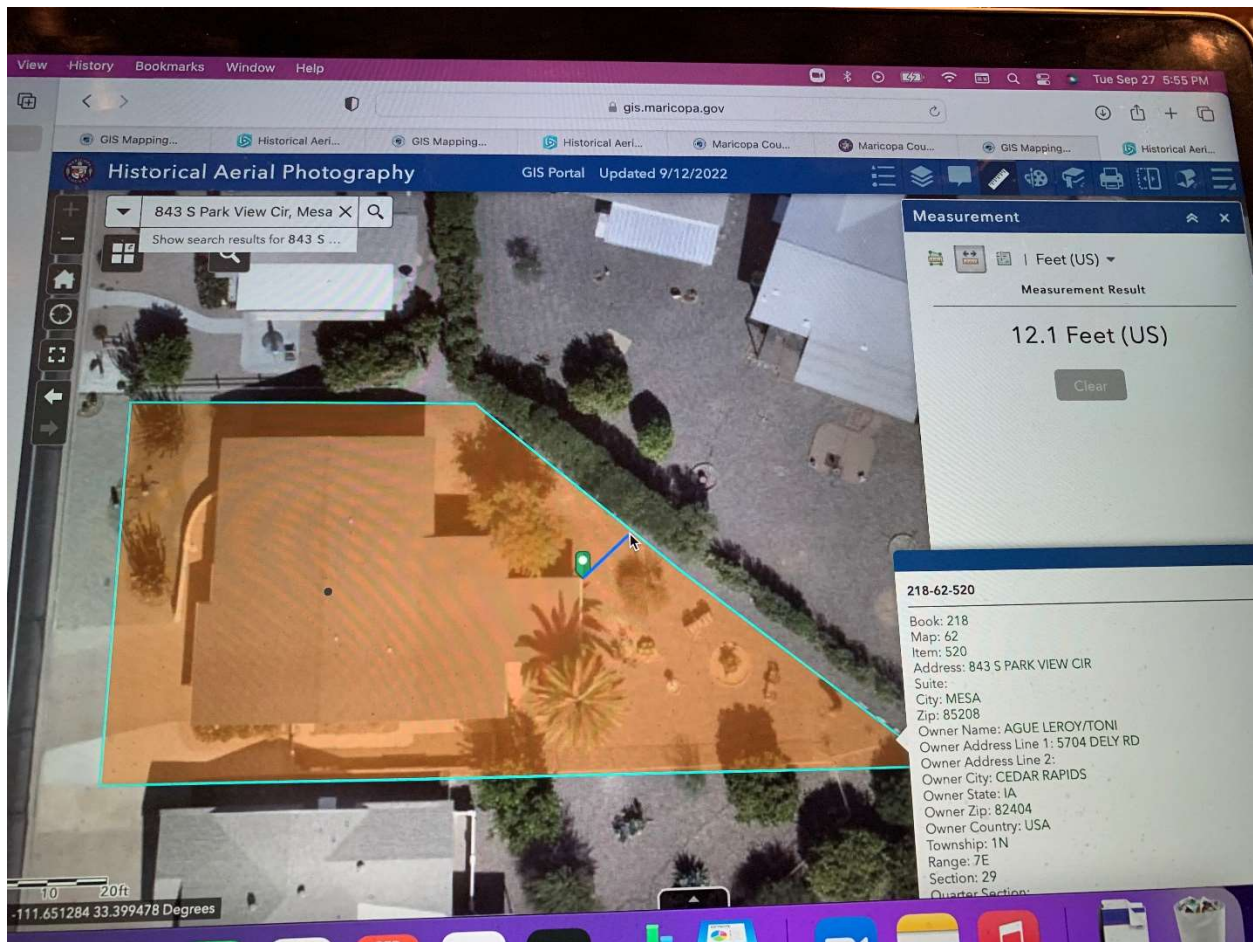 View History Bookmarks Window Help
Tue Sep 27 5:55 PM
gis.maricopa.gov
GIS Mapping...
Historical Aeri...
GIS Mapping...
Historical Aeri...
Maricopa Cou...
Maricopa Cou...
GIS Mapping...
Historical Aeri...
Historical Aerial Photography
GIS Portal Updated 9/12/2022
843 S Park View Cir, Mesa
Show search results for 843 S ...
Measurement
Feet (US)
Measurement Result
12.1 Feet (US)
Clear
218-62-520
Book: 218
Map: 62
Item: 520
Address: 843 S PARK VIEW CIR
Suite:
City: MESA
Zip: 85208
Owner Name: AGUE LEROY/TONI
Owner Address Line 1: 5704 DELY RD
Owner Address Line 2:
Owner City: CEDAR RAPIDS
Owner State: IA
Owner Zip: 82404
Owner Country: USA
Township: 1N
Range: 7E
Section: 29
Quarter Section:
10 20ft
-111.651284 33.399478 Degrees